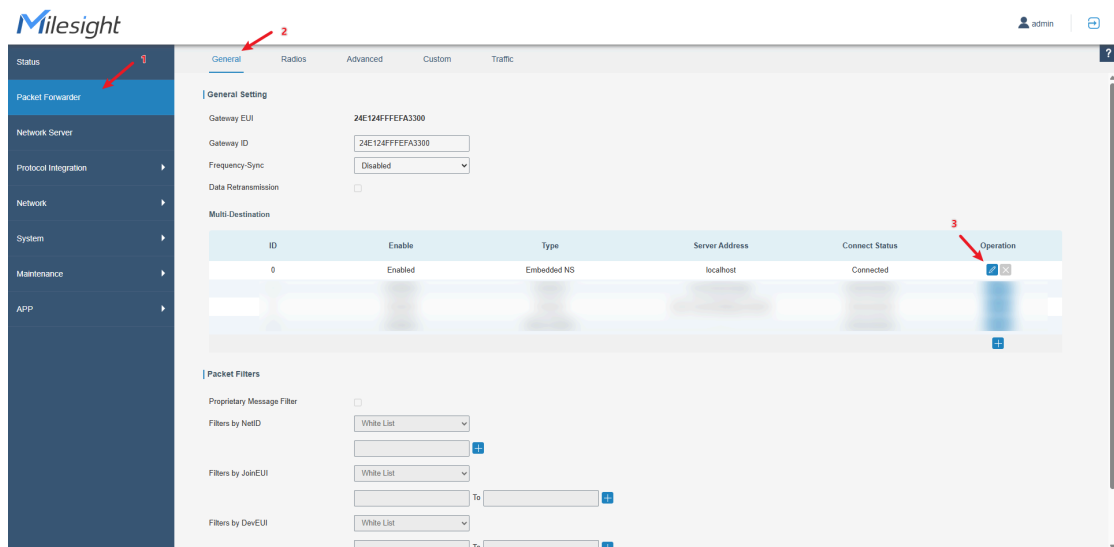 Milesight
admin
2
?
Status
1
General Radios Advanced Custom Traffic
Packet Forwarder
General Setting
Gateway EUI 24E124FFFEFA3300
Network Server
Gateway ID 24E124FFFEFA3300
Frequency-Sync Disabled
Protocol Integration
Data Retransmission
Network
Multi-Destination
3
System
ID Enable Type Server Address Connect Status Operation
Maintenance
0 Enabled Embedded NS localhost Connected
APP
Packet Filters
Proprietary Message Filter
Filters by NetID White List
Filters by JoinEUI White List
To
Filters by DevEUI White List
To